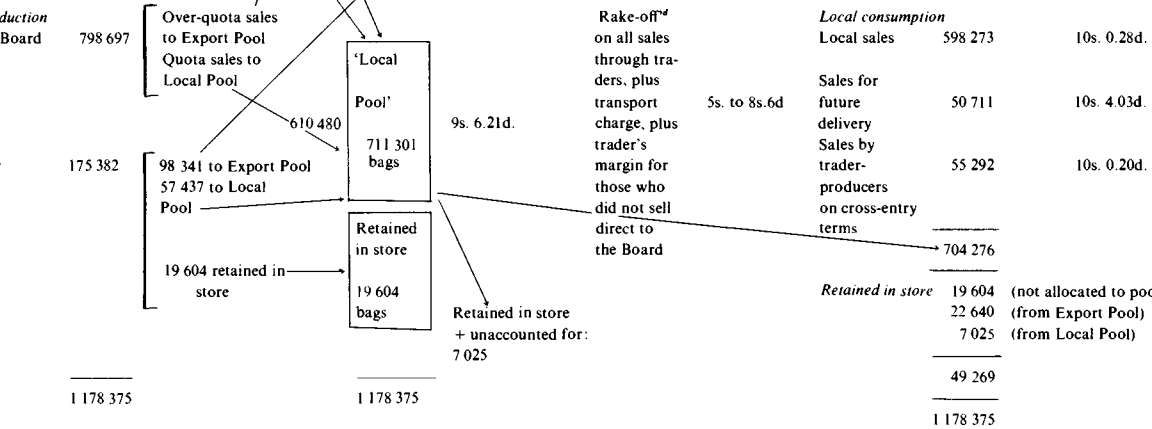 duction
Board 798 697
Over-quota sales
to Export Pool
Quota sales to
Local Pool
175 382
98 341 to Export Pool
57 437 to Local
Pool
19 604 retained in
store
1 178 375
610 480
'Local
Pool'
711 301
bags
Retained
in store
19 604
bags
1 178 375
9s. 6.21d.
Retained in store
+ unaccounted for:
7 025
Rake-off'd
on all sales
through tra-
ders, plus
transport
charge, plus
trader's
margin for
those who
did not sell
direct to
the Board
5s. to 8s.6d
Local consumption
Local sales 598 273 10s. 0.28d.
Sales for
future 50 711 10s. 4.03d.
delivery
Sales by
trader- 55 292 10s. 0.20d.
producers
on cross-entry
terms
704 276
Retained in store 19 604 (not allocated to poo
22 640 (from Export Pool)
7 025 (from Local Pool)
49 269
1 178 375